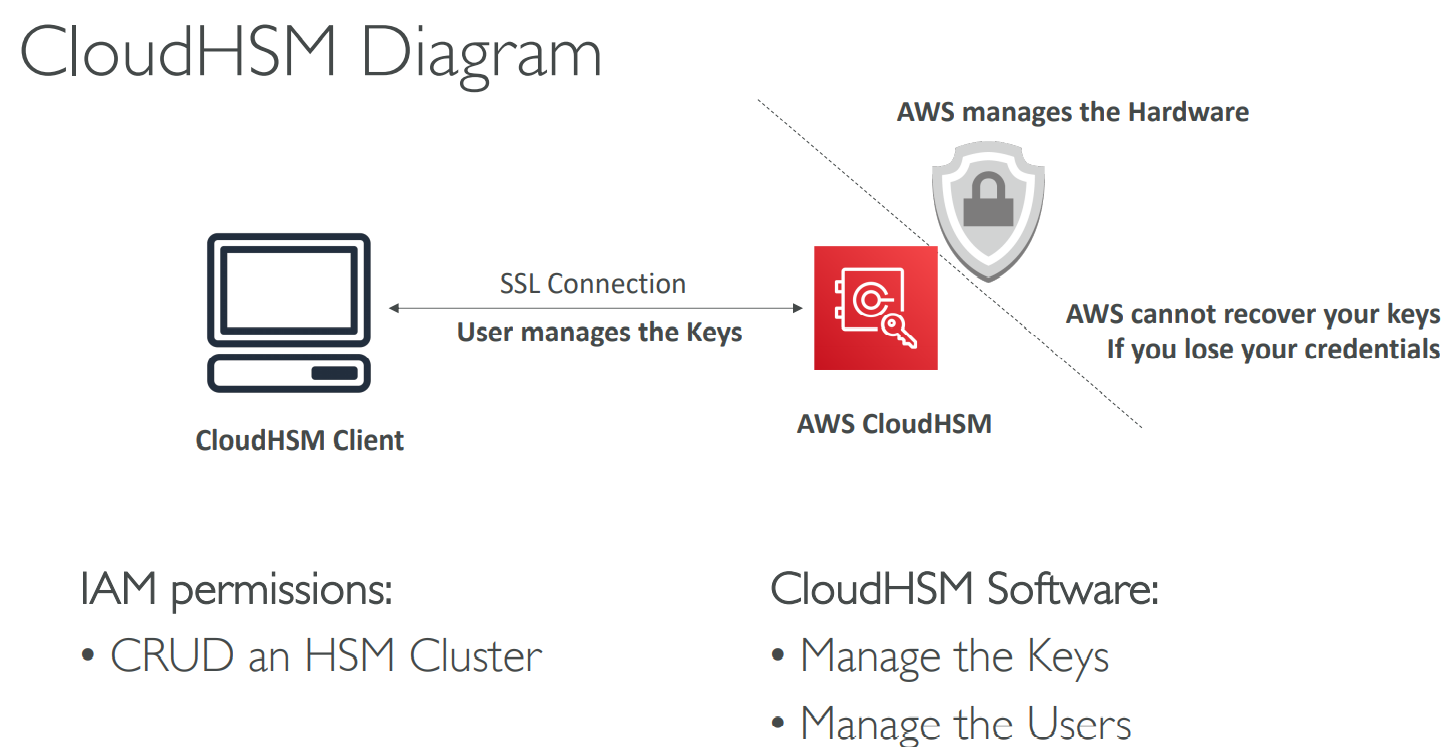 CloudHSM Diagram
AWS manages the Hardware
SSL Connection
User manages the Keys
AWS cannot recover your keys
If you lose your credentials
CloudHSM Client
AWS CloudHSM
IAM permissions:
• CRUD an HSM Cluster
CloudHSM Software:
• Manage the Keys
• Manage the Users